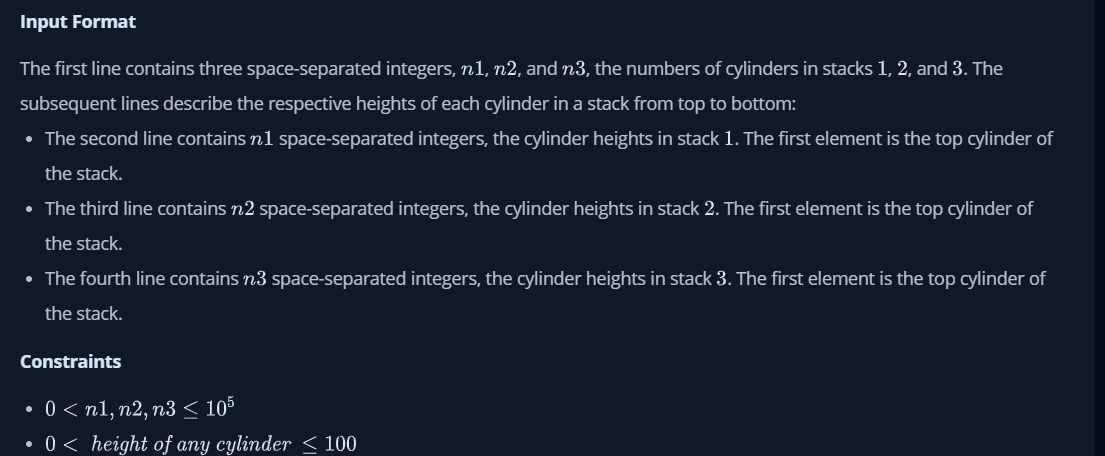 Input Format
The first line contains three space-separated integers, n1, n2, and n3, the numbers of cylinders in stacks 1, 2, and 3. The
subsequent lines describe the respective heights of each cylinder in a stack from top to bottom:
• The second line contains n1 space-separated integers, the cylinder heights in stack 1. The first element is the top cylinder of
the stack.
• The third line contains n2 space-separated integers, the cylinder heights in stack 2. The first element is the top cylinder of
the stack.
• The fourth line contains n3 space-separated integers, the cylinder heights in stack 3. The first element is the top cylinder of
the stack.
Constraints
• 0 < n1, n2, n3 ≤ 10⁵
• 0 < height of any cylinder ≤ 100